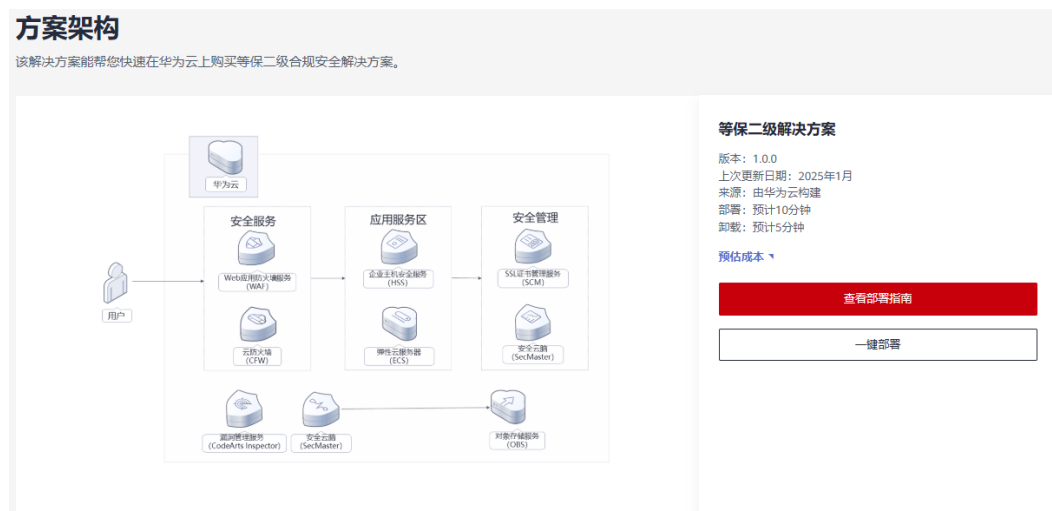 方案架构
该解决方案能帮您快速在华为云上购买等保二级合规安全解决方案。
华为云
安全服务
应用服务区
安全管理
Web应用防火墙服务
(WAF)
企业主机安全服务
(HSS)
SSL证书管理服务
(SCM)
用户
云防火墙
(CFW)
弹性云服务器
(ECS)
安全云脑
(SecMaster)
漏洞管理服务
(CodeArts Inspector)
安全云脑
(SecMaster)
对象存储服务
(OBS)
等保二级解决方案
版本：1.0.0
上次更新日期：2025年1月
来源：由华为云构建
部署：预计10分钟
卸载：预计5分钟
预估成本
查看部署指南
一键部署